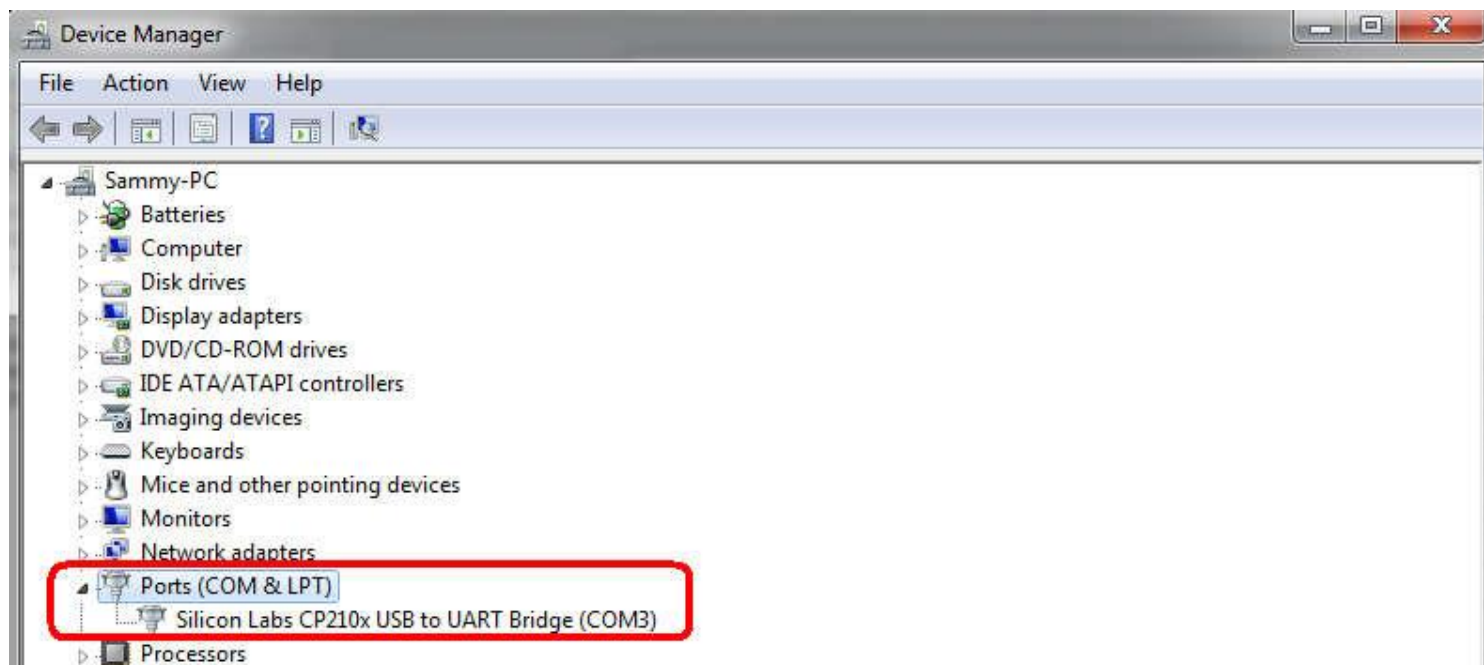 Device Manager
File Action View Help
Sammy-PC
Batteries
Computer
Disk drives
Display adapters
DVD/CD-ROM drives
IDE ATA/ATAPI controllers
Imaging devices
Keyboards
Mice and other pointing devices
Monitors
Network adapters
Ports (COM & LPT)
Silicon Labs CP210x USB to UART Bridge (COM3)
Processors